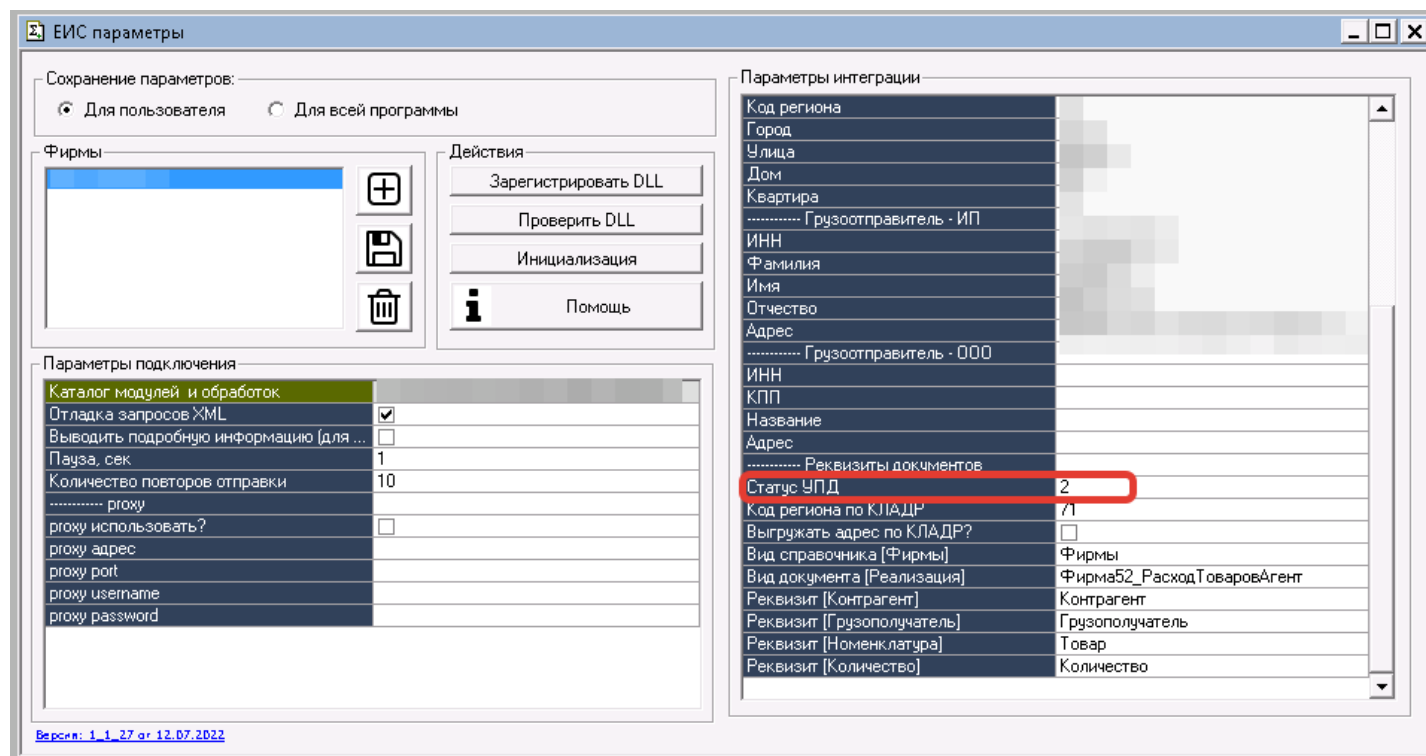 ЕИС параметры
Сохранение параметров:
Для пользователя
Для всей программы
Фирмы
Действия
Зарегистрировать DLL
Проверить DLL
Инициализация
Помощь
Параметры подключения
Каталог модулей и обработок
Отладка запросов XML
Выводить подробную информацию (для ...
Пауза, сек 1
Количество повторов отправки 10
------------ proxy
proxy использовать?
proxy адрес
proxy port
proxy username
proxy password
Версия: 1_1_27 от 12.07.2022
Параметры интеграции
Код региона
Город
Улица
Дом
Квартира
------------ Грузоотправитель - ИП
ИНН
Фамилия
Имя
Отчество
Адрес
------------ Грузоотправитель - ООО
ИНН
КПП
Название
Адрес
------------ Реквизиты документов
Статус УПД 2
Код региона по КЛАДР 71
Выгружать адрес по КЛАДР?
Вид справочника [Фирмы] Фирмы
Вид документа [Реализация] Фирма52_РасходТоваровАгент
Реквизит [Контрагент] Контрагент
Реквизит [Грузополучатель] Грузополучатель
Реквизит [Номенклатура] Товар
Реквизит [Количество] Количество